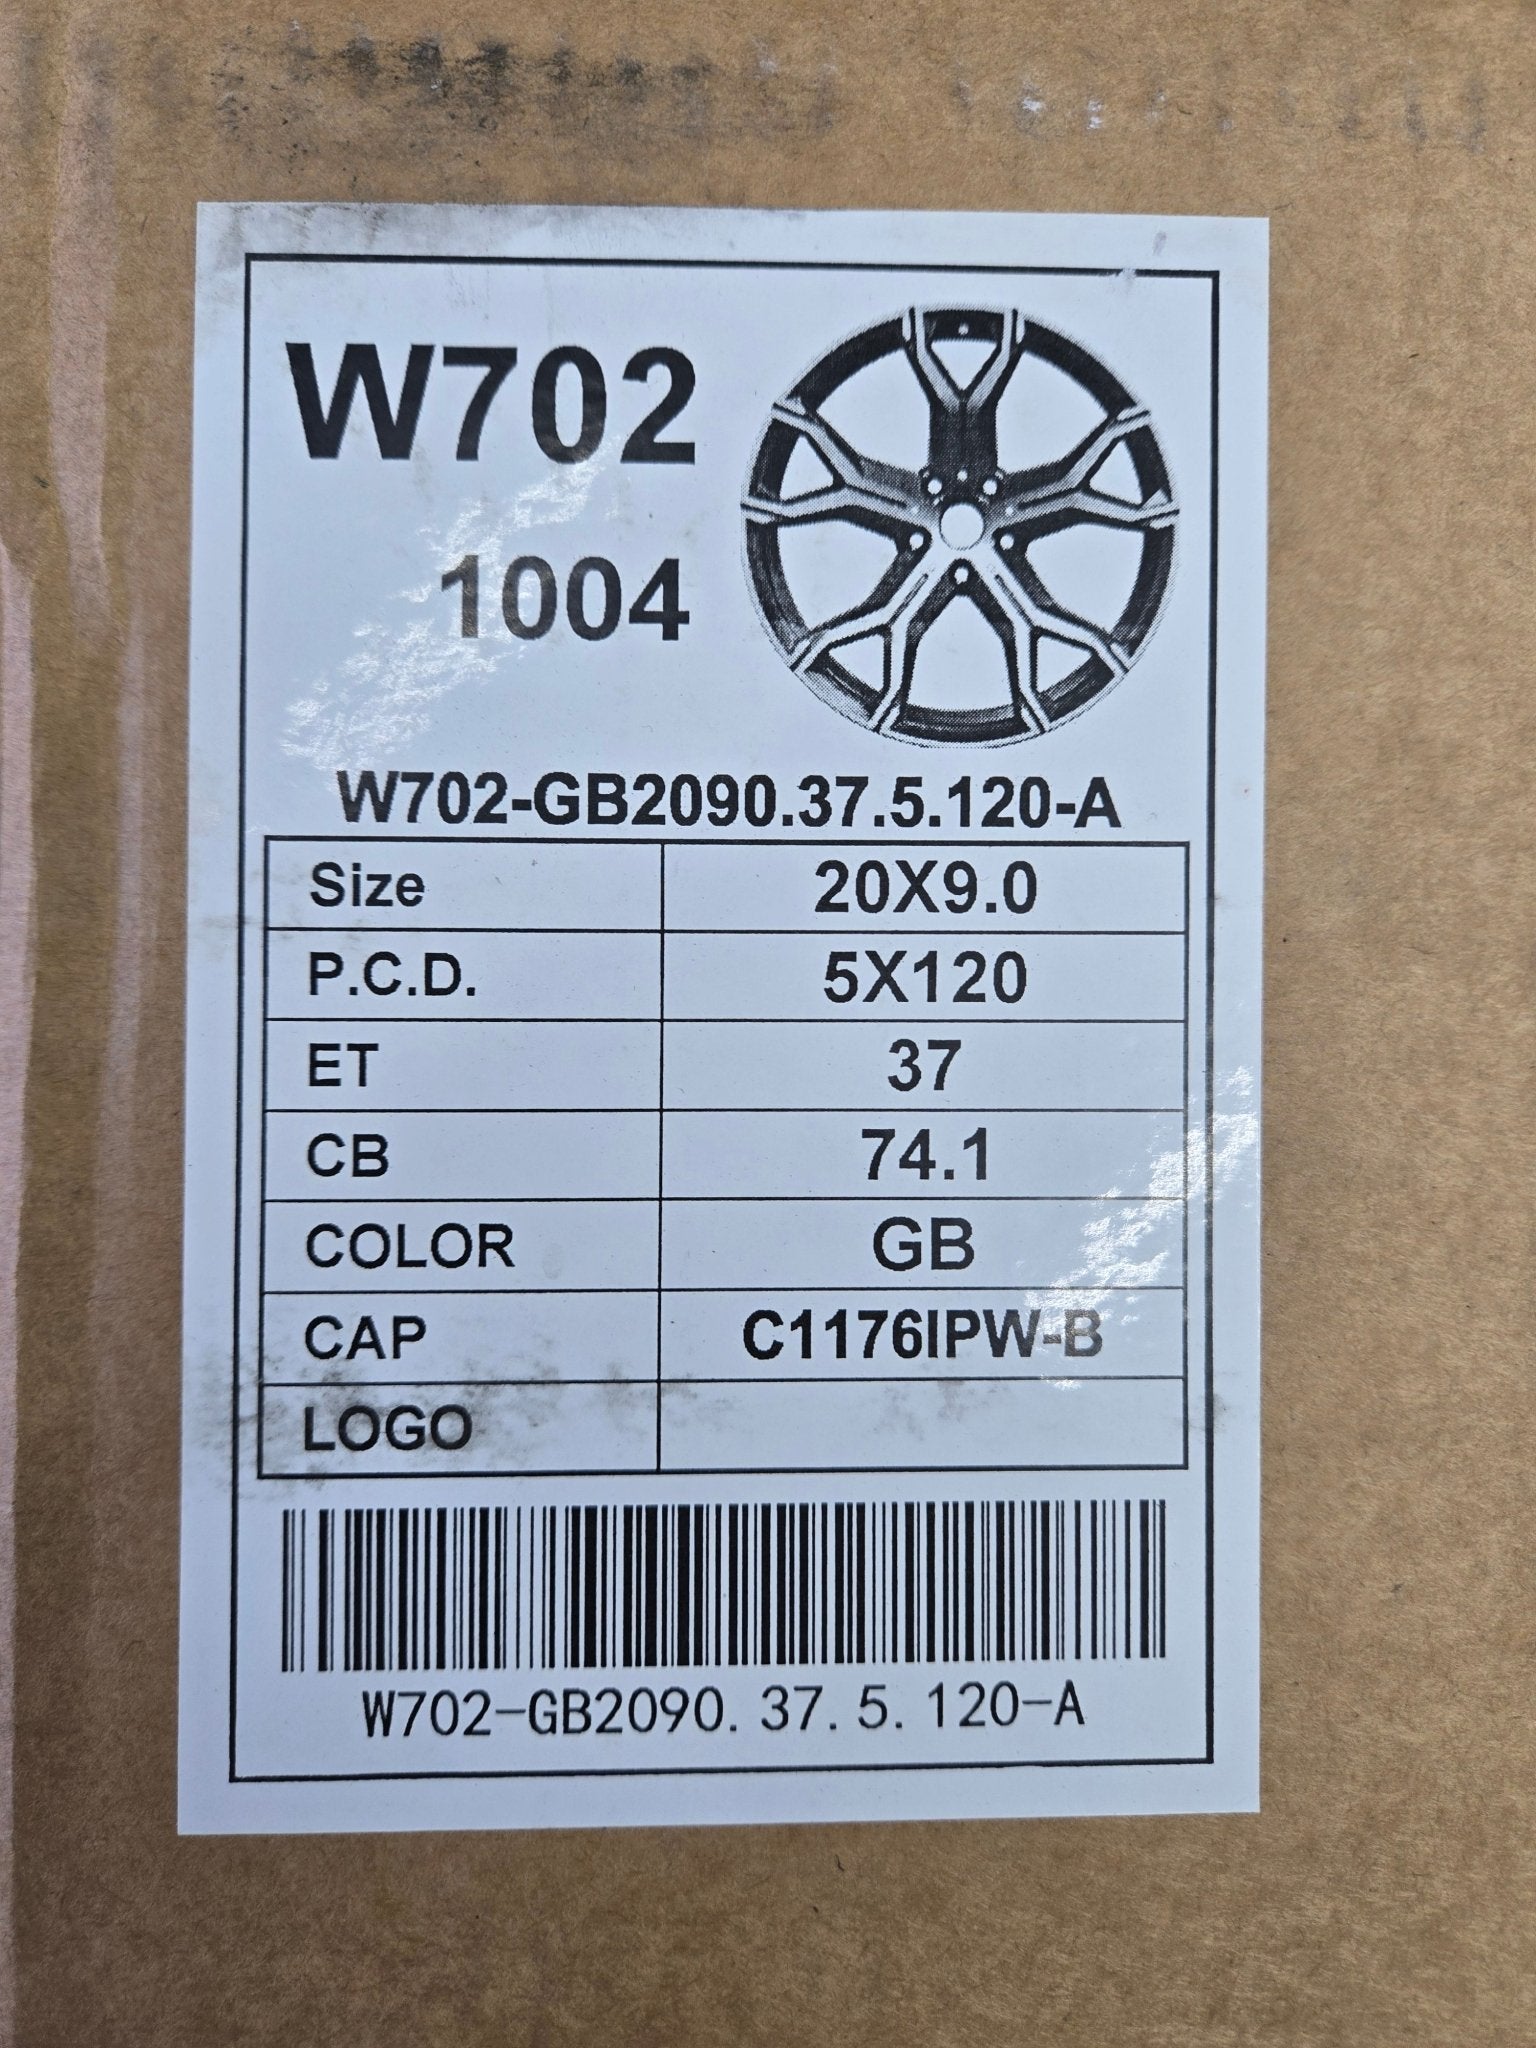 W702
1004
W702-GB2090.37.5.120-A
Size 20X9.0
P.C.D. 5X120
ET 37
CB 74.1
COLOR GB
CAP C1176IPW-B
LOGO
W702-GB2090.37.5.120-A